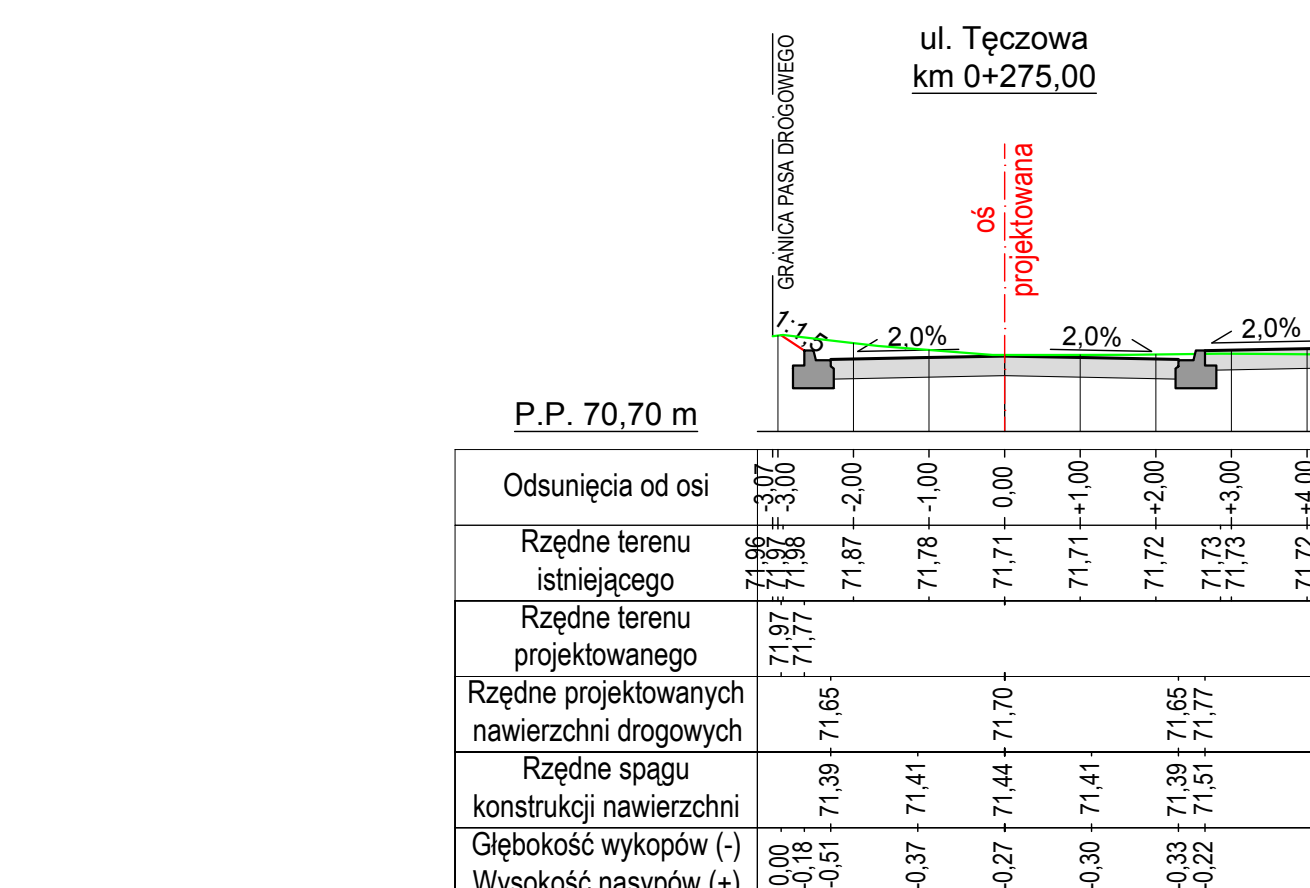 ul. Tęczowa
km 0+275,00
GRANICA PASA DROGOWEGO
oś
projektowana
1:1,5
2,0%
2,0%
2,0%
P.P. 70,70 m
Odsunięcia od osi
-3,07 -3,00 -2,00 -1,00 0,00 +1,00 +2,00 +3,00 +4,00
Rzędne terenu
istniejącego
71,96 71,97 71,98 71,87 71,78 71,71 71,71 71,72 71,73 71,73 71,72
Rzędne terenu
projektowanego
71,97 71,77
Rzędne projektowanych
nawierzchni drogowych
71,65 71,70 71,65 71,77
Rzędne spągu
konstrukcji nawierzchni
71,39 71,41 71,44 71,41 71,39 71,51
Głębokość wykopów (-)
Wysokość nasypów (+)
0,00 -0,18 -0,51 -0,37 -0,27 -0,30 -0,33 -0,22